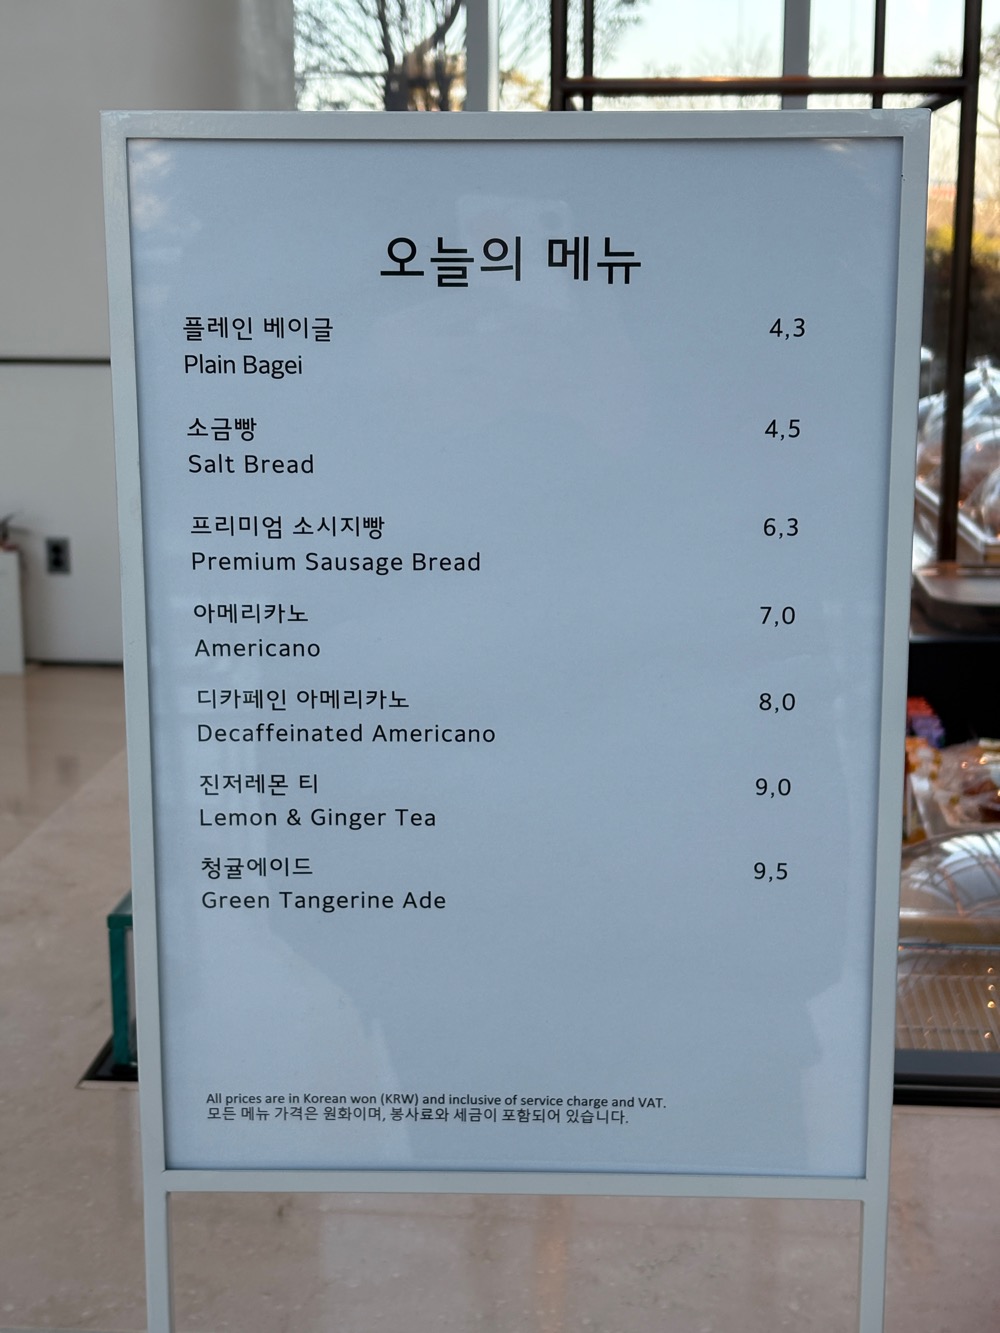 오늘의 메뉴
플레인 베이글 4,3
Plain Bagei
소금빵 4,5
Salt Bread
프리미엄 소시지빵 6,3
Premium Sausage Bread
아메리카노 7,0
Americano
디카페인 아메리카노 8,0
Decaffeinated Americano
진저레몬 티 9,0
Lemon & Ginger Tea
청귤에이드 9,5
Green Tangerine Ade
All prices are in Korean won (KRW) and inclusive of service charge and VAT.
모든 메뉴 가격은 원화이며, 봉사료와 세금이 포함되어 있습니다.